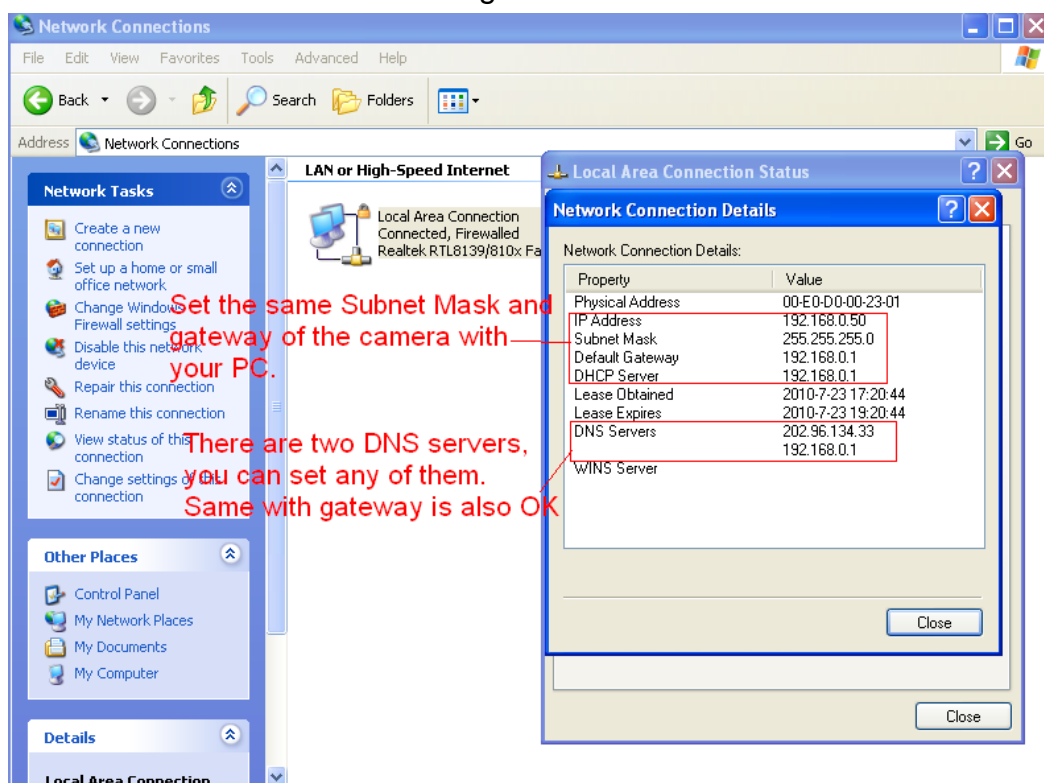 Network Connections
File Edit View Favorites Tools Advanced Help
Back Search Folders
Address Network Connections Go
Network Tasks
Create a new
connection
Set up a home or small
office network
Change Windows
Firewall settings
Disable this network
device
Repair this connection
Rename this connection
View status of this
connection
Change settings of this
connection
Other Places
Control Panel
My Network Places
My Documents
My Computer
Details
Local Area Connection
LAN or High-Speed Internet
Local Area Connection
Connected, Firewalled
Realtek RTL8139/810x Fa
Set the same Subnet Mask and
gateway of the camera with
your PC.
There are two DNS servers,
you can set any of them.
Same with gateway is also OK
Local Area Connection Status
Network Connection Details
Network Connection Details:
Property Value
Physical Address 00-E0-D0-00-23-01
IP Address 192.168.0.50
Subnet Mask 255.255.255.0
Default Gateway 192.168.0.1
DHCP Server 192.168.0.1
Lease Obtained 2010-7-23 17:20:44
Lease Expires 2010-7-23 19:20:44
DNS Servers 202.96.134.33
192.168.0.1
WINS Server
Close
Close